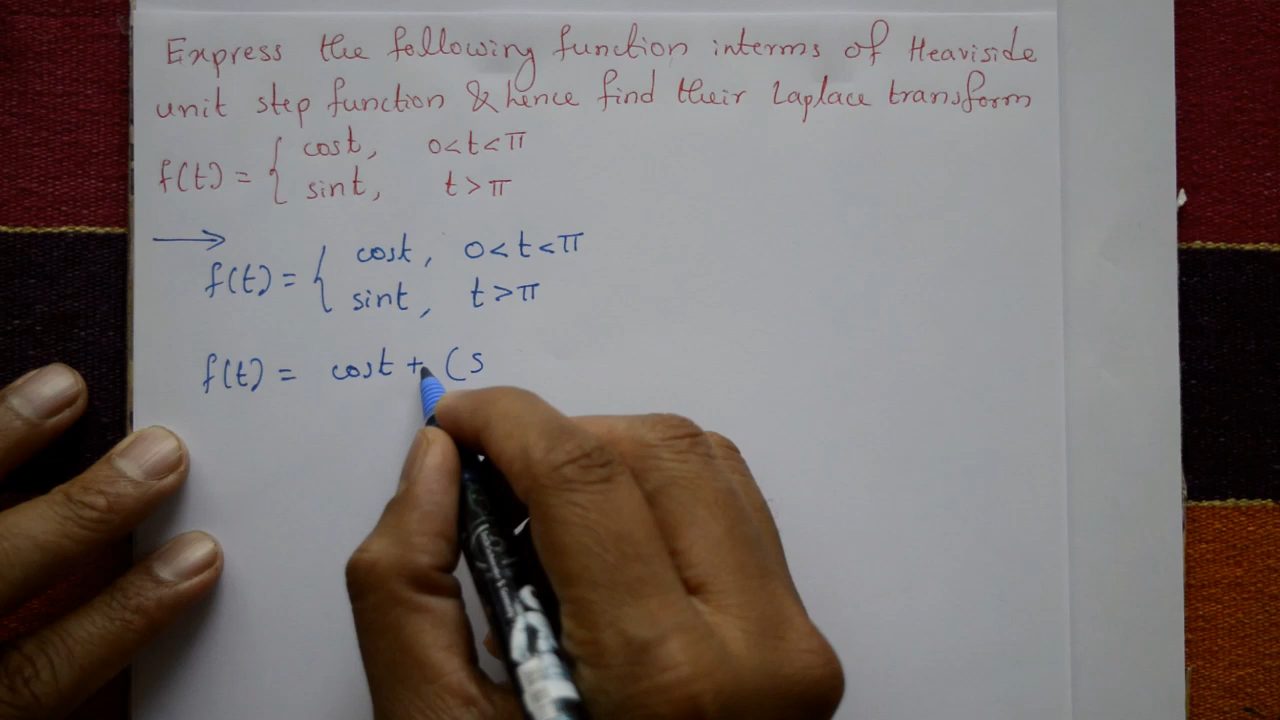 Express the following function interms of Heaviside
unit step function & hence find their Laplace transform
f(t) = { cost, 0<t<π
sint, t>π
→ f(t) = { cost, 0<t<π
sint, t>π
f(t) = cost + (s